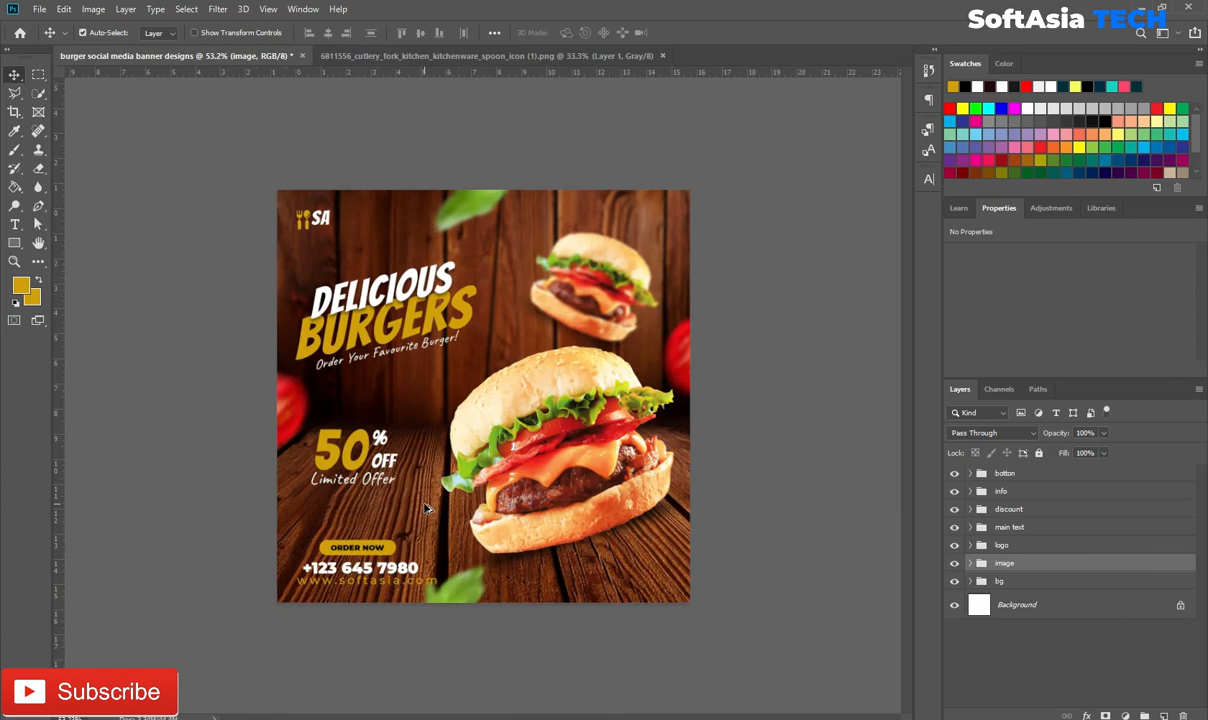 Ps File Edit Image Layer Type Select Filter 3D View Window Help
SoftAsia TECH
Auto-Select: Layer Show Transform Controls 3D Mode:
burger social media banner designs @ 53.2% (image, RGB/8) *
6811556_cutlery_fork_kitchen_kitchenware_spoon_icon (1).png @ 33.3% (Layer 1, Gray/8)
Swatches Color
Learn Properties Adjustments Libraries
No Properties
SA
DELICIOUS
BURGERS
Order Your Favourite Burger!
50% OFF
Limited Offer
ORDER NOW
+123 645 7980
www.softasia.com
Layers Channels Paths
Kind
Pass Through Opacity: 100%
Lock: Fill: 100%
botton
info
discount
main text
logo
image
bg
Background
Subscribe